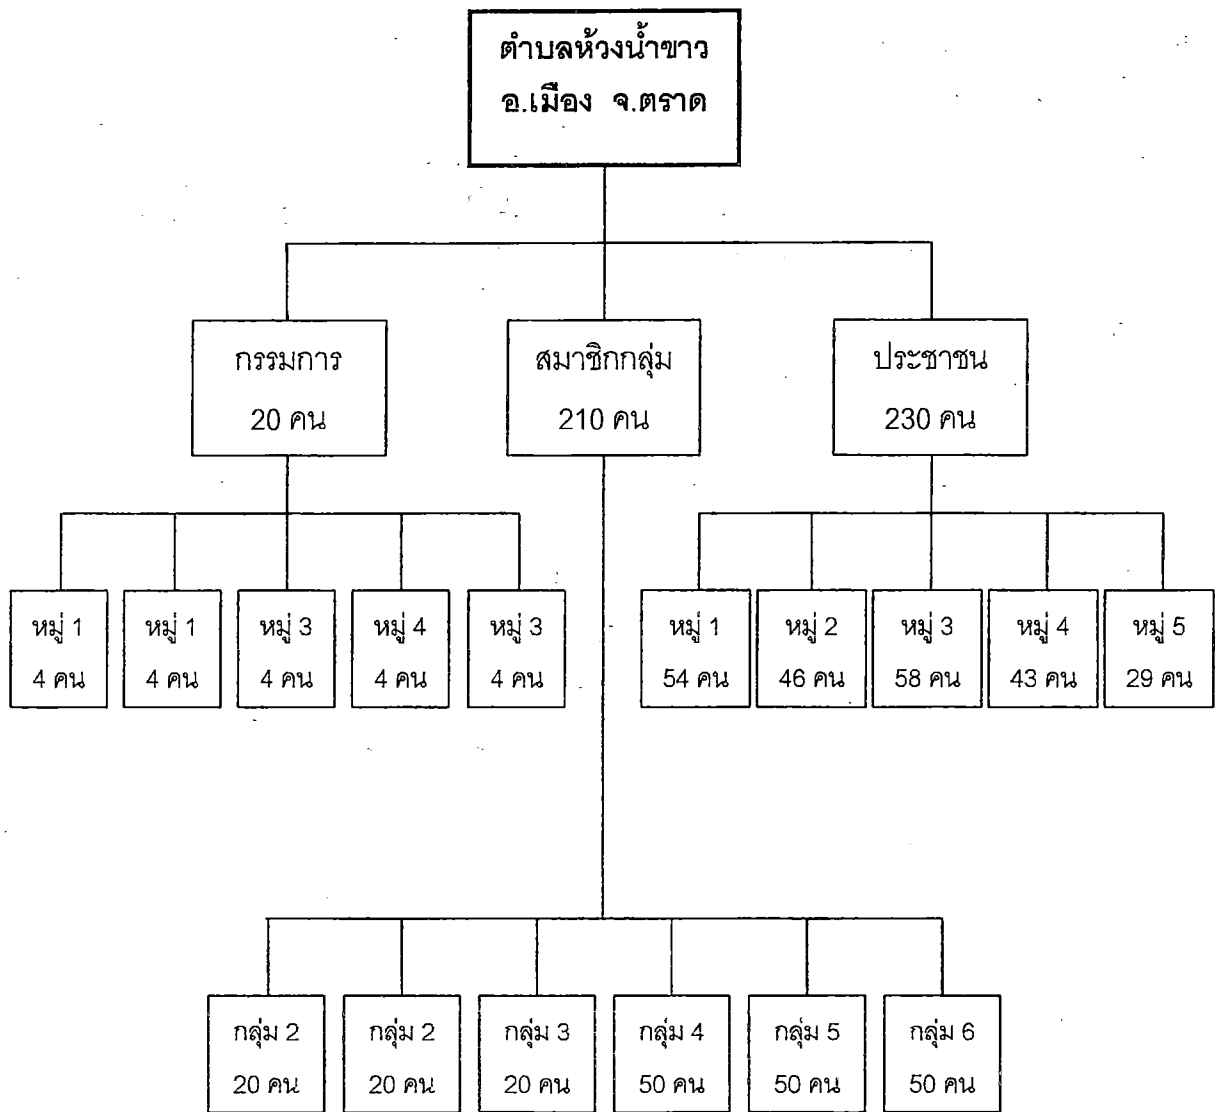 ตำบลห้วงน้ำขาว
อ.เมือง จ.ตราด
กรรมการ
20 คน
สมาชิกกลุ่ม
210 คน
ประชาชน
230 คน
หมู่ 1
4 คน
หมู่ 1
4 คน
หมู่ 3
4 คน
หมู่ 4
4 คน
หมู่ 3
4 คน
หมู่ 1
54 คน
หมู่ 2
46 คน
หมู่ 3
58 คน
หมู่ 4
43 คน
หมู่ 5
29 คน
กลุ่ม 2
20 คน
กลุ่ม 2
20 คน
กลุ่ม 3
20 คน
กลุ่ม 4
50 คน
กลุ่ม 5
50 คน
กลุ่ม 6
50 คน